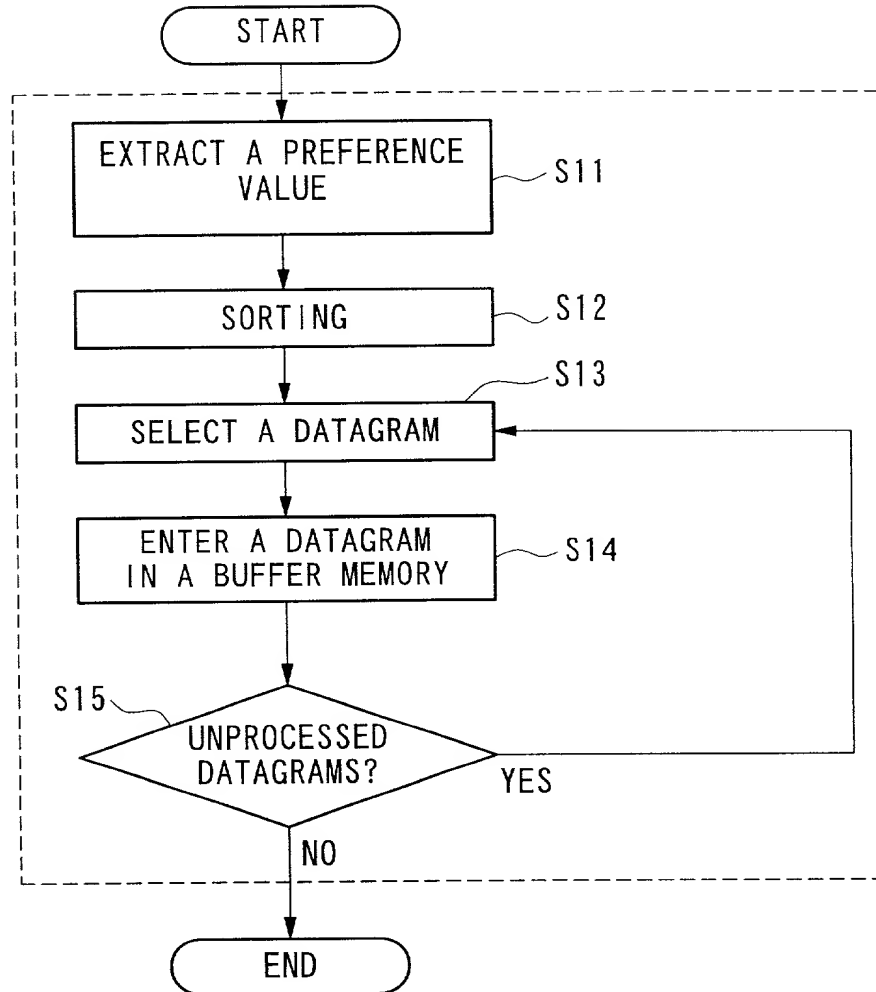 START
EXTRACT A PREFERENCE
VALUE
S11
SORTING
S12
S13
SELECT A DATAGRAM
ENTER A DATAGRAM
IN A BUFFER MEMORY
S14
S15
UNPROCESSED
DATAGRAMS?
YES
NO
END